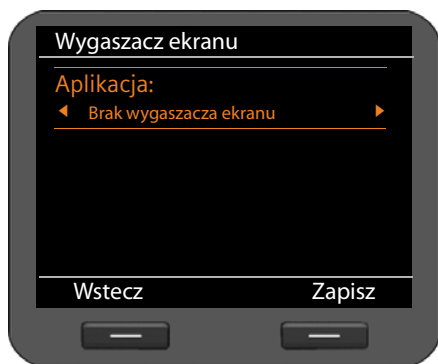 Wygaszacz ekranu
Aplikacja:
Brak wygaszacza ekranu
Wstecz Zapisz